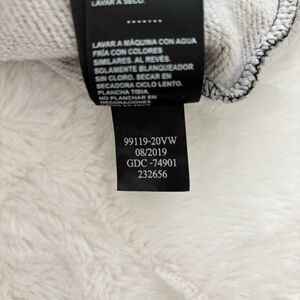 LAVAR A SECO.
-------
LAVAR A MÁQUINA CON AGUA
FRÍA CON COLORES
SIMILARES. AL REVÉS.
SOLAMENTE BLANQUEADOR
SIN CLORO. SECAR EN
SECADORA CICLO LENTO.
PLANCHA TIBIA.
NO PLANCHAR EN
DECORACIONES
EN SECO.
99119-20VW
08/2019
GDC -74901
232656